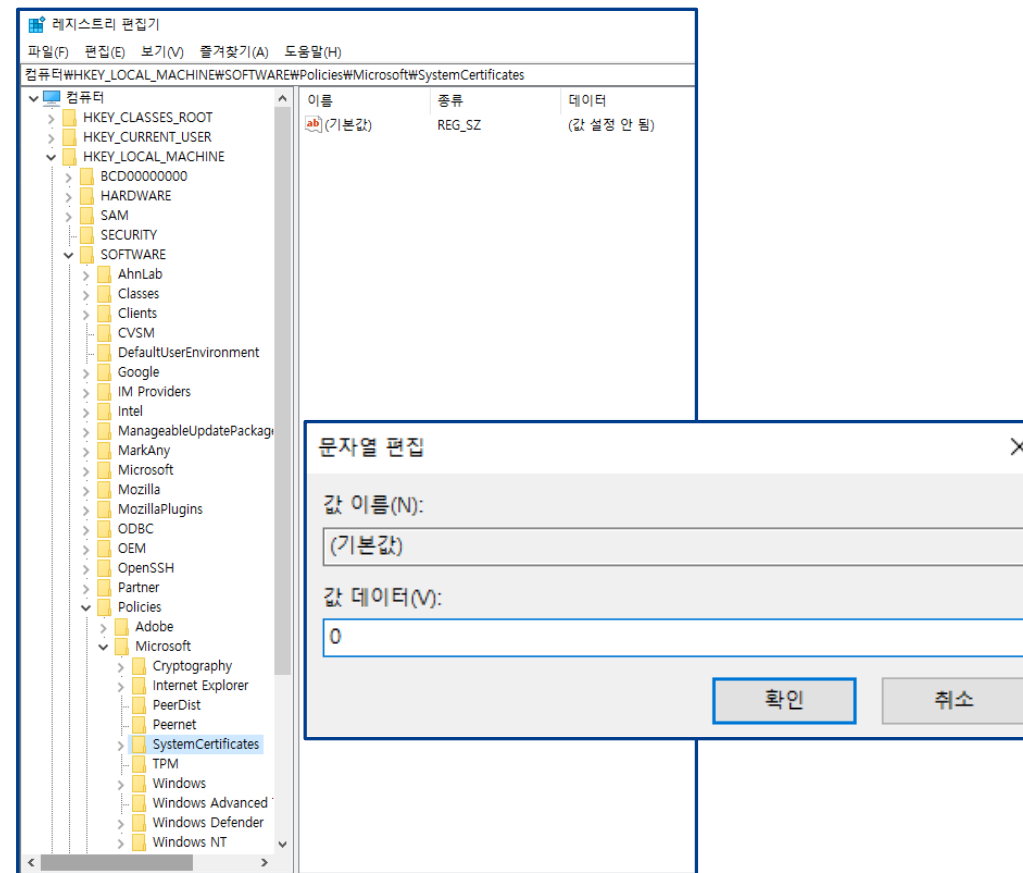 레지스트리 편집기
파일(F) 편집(E) 보기(V) 즐겨찾기(A) 도움말(H)
컴퓨터₩HKEY_LOCAL_MACHINE₩SOFTWARE₩Policies₩Microsoft₩SystemCertificates
컴퓨터
HKEY_CLASSES_ROOT
HKEY_CURRENT_USER
HKEY_LOCAL_MACHINE
BCD00000000
HARDWARE
SAM
SECURITY
SOFTWARE
AhnLab
Classes
Clients
CVSM
DefaultUserEnvironment
Google
IM Providers
Intel
ManageableUpdatePackage
MarkAny
Microsoft
Mozilla
MozillaPlugins
ODBC
OEM
OpenSSH
Partner
Policies
Adobe
Microsoft
Cryptography
Internet Explorer
PeerDist
Peernet
SystemCertificates
TPM
Windows
Windows Advanced
Windows Defender
Windows NT
이름 종류 데이터
ab (기본값) REG_SZ (값 설정 안 됨)
문자열 편집
값 이름(N):
(기본값)
값 데이터(V):
0
확인 취소